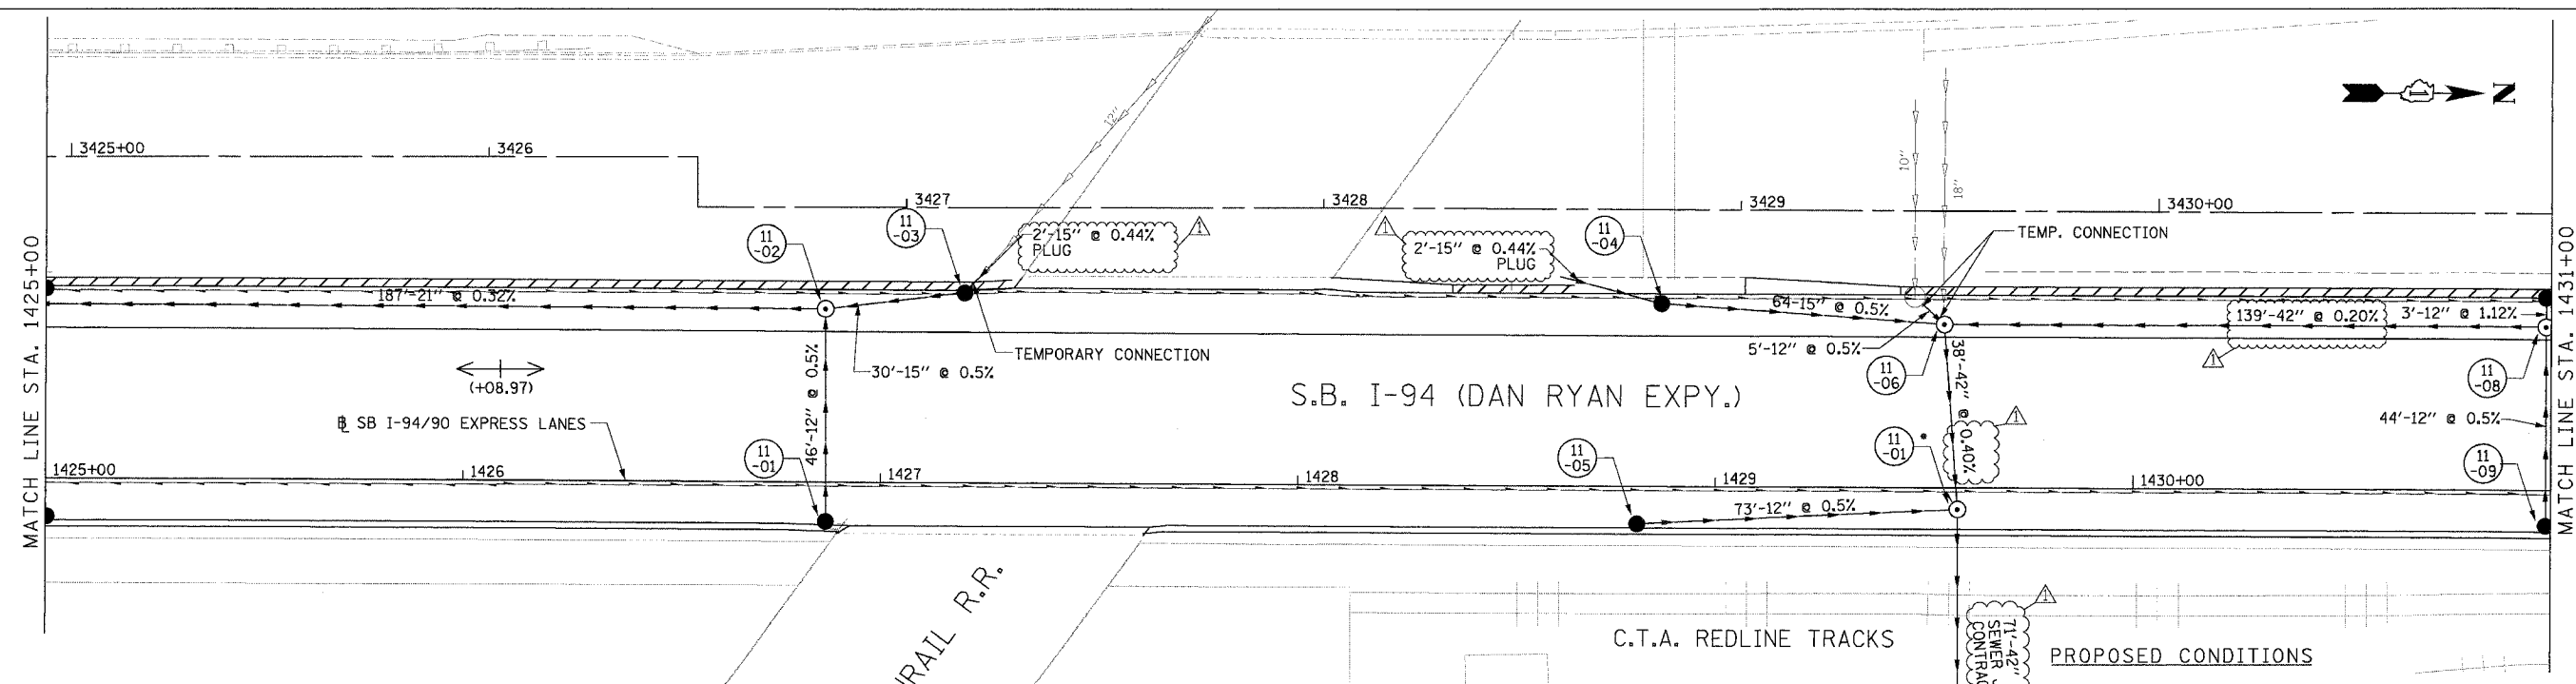 12"
N
3425+00
3426
10"
18"
3427
3428
3429
3430+00
11
-03
2'-15" @ 0.44%
PLUG
1
1
2'-15" @ 0.44%
PLUG
11
-04
TEMP. CONNECTION
11
-02
MATCH LINE STA. 1425+00
MATCH LINE STA. 1431+00
187'-21" @ 0.32%
64-15" @ 0.5%
139'-42" @ 0.20%
3'-12" @ 1.12%
TEMPORARY CONNECTION
5'-12" @ 0.5%
1
30'-15" @ 0.5%
11
-06
11
-08
(+08.97)
46'-12" @ 0.5%
38'-42" @ 0.40%
S.B. I-94 (DAN RYAN EXPY.)
SB I-94/90 EXPRESS LANES
44'-12" @ 0.5%
1
1425+00
1426
11
-01
1427
1428
11
-05
1429
11
-01
1430+00
11
-09
73'-12" @ 0.5%
1
RAIL R.R.
C.T.A. REDLINE TRACKS
71'-42"
SEWER
PROPOSED CONDITIONS